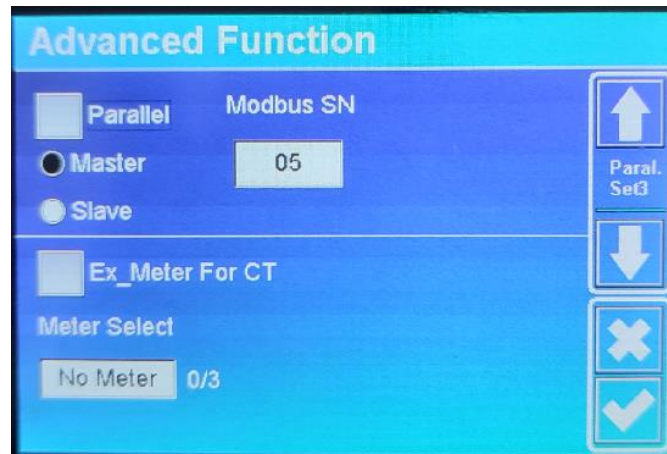 Advanced Function
Parallel
Modbus SN
Master
05
Slave
Paral.
Set3
Ex_Meter For CT
Meter Select
No Meter
0/3